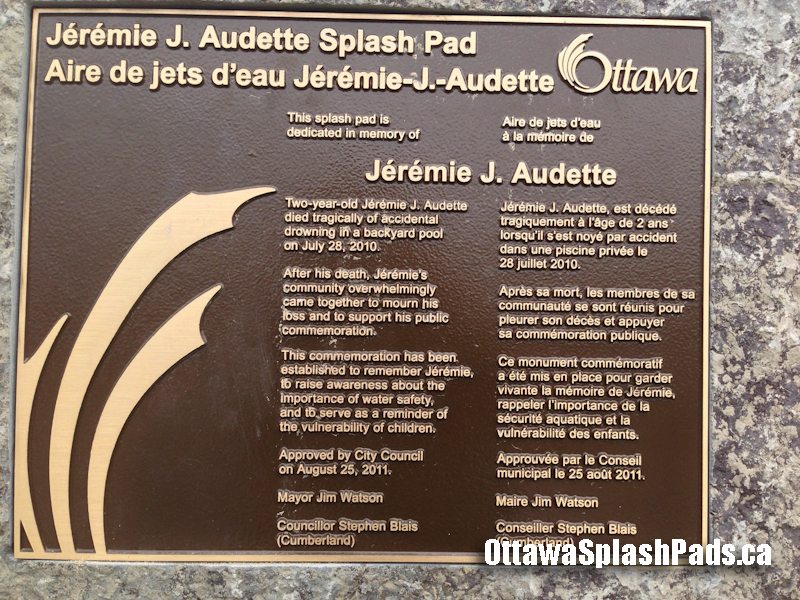 Jérémie J. Audette Splash Pad
Aire de jets d'eau Jérémie-J.-Audette
Ottawa
This splash pad is
dedicated in memory of
Aire de jets d'eau
à la mémoire de
Jérémie J. Audette
Two-year-old Jérémie J. Audette
died tragically of accidental
drowning in a backyard pool
on July 28, 2010.
After his death, Jérémie's
community overwhelmingly
came together to mourn his
loss and to support his public
commemoration.
This commemoration has been
established to remember Jérémie,
to raise awareness about the
importance of water safety,
and to serve as a reminder of
the vulnerability of children.
Approved by City Council
on August 25, 2011.
Mayor Jim Watson
Councillor Stephen Blais
(Cumberland)
Jérémie J. Audette, est décédé
tragiquement à l'âge de 2 ans
lorsqu'il s'est noyé par accident
dans une piscine privée le
28 juillet 2010.
Après sa mort, les membres de sa
communauté se sont réunis pour
pleurer son décès et appuyer
sa commémoration publique.
Ce monument commémoratif
a été mis en place pour garder
vivante la mémoire de Jérémie,
rappeler l'importance de la
sécurité aquatique et la
vulnérabilité des enfants.
Approuvée par le Conseil
municipal le 25 août 2011.
Maire Jim Watson
Conseiller Stephen Blais
(Cumberland)
OttawaSplashPads.ca